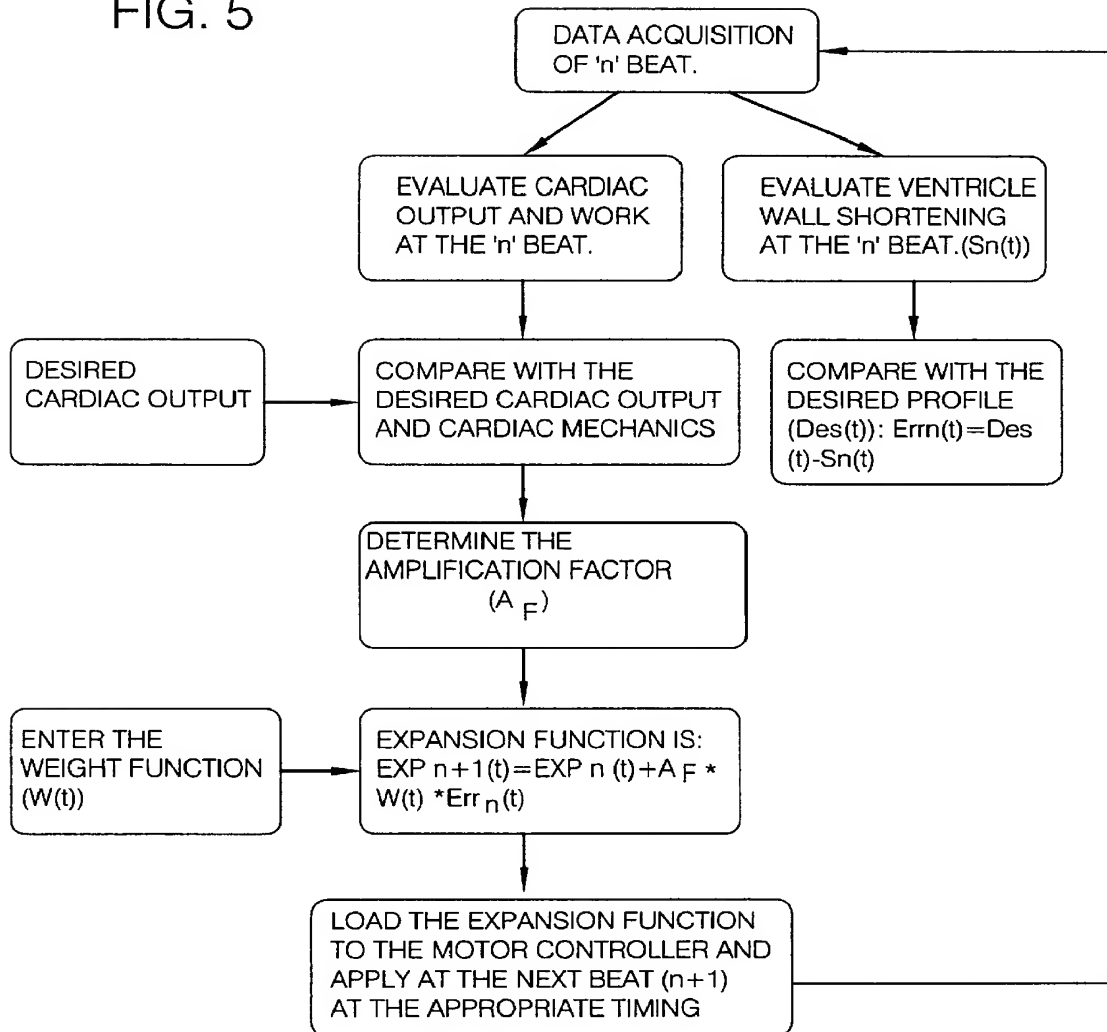 FIG. 5
DATA ACQUISITION
OF 'n' BEAT.
EVALUATE CARDIAC
OUTPUT AND WORK
AT THE 'n' BEAT.
EVALUATE VENTRICLE
WALL SHORTENING
AT THE 'n' BEAT.(Sn(t))
DESIRED
CARDIAC OUTPUT
COMPARE WITH THE
DESIRED CARDIAC OUTPUT
AND CARDIAC MECHANICS
COMPARE WITH THE
DESIRED PROFILE
(Des(t)): Errn(t)=Des
(t)-Sn(t)
DETERMINE THE
AMPLIFICATION FACTOR
(A F)
ENTER THE
WEIGHT FUNCTION
(W(t))
EXPANSION FUNCTION IS:
EXP n+1(t)=EXP n (t)+A F *
W(t) *Err n(t)
LOAD THE EXPANSION FUNCTION
TO THE MOTOR CONTROLLER AND
APPLY AT THE NEXT BEAT (n+1)
AT THE APPROPRIATE TIMING